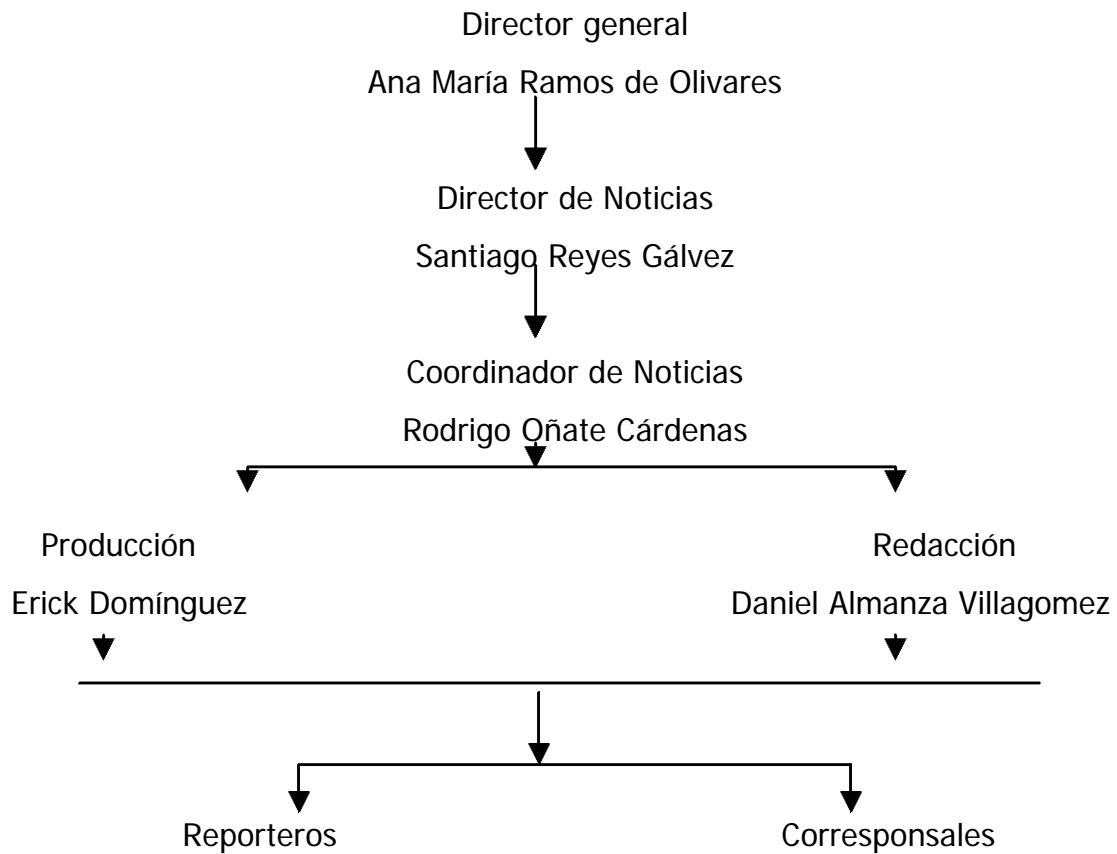 Director general
Ana María Ramos de Olivares
Director de Noticias
Santiago Reyes Gálvez
Coordinador de Noticias
Rodrigo Oñate Cárdenas
Producción
Redacción
Erick Domínguez
Daniel Almanza Villagomez
Reporteros
Corresponsales